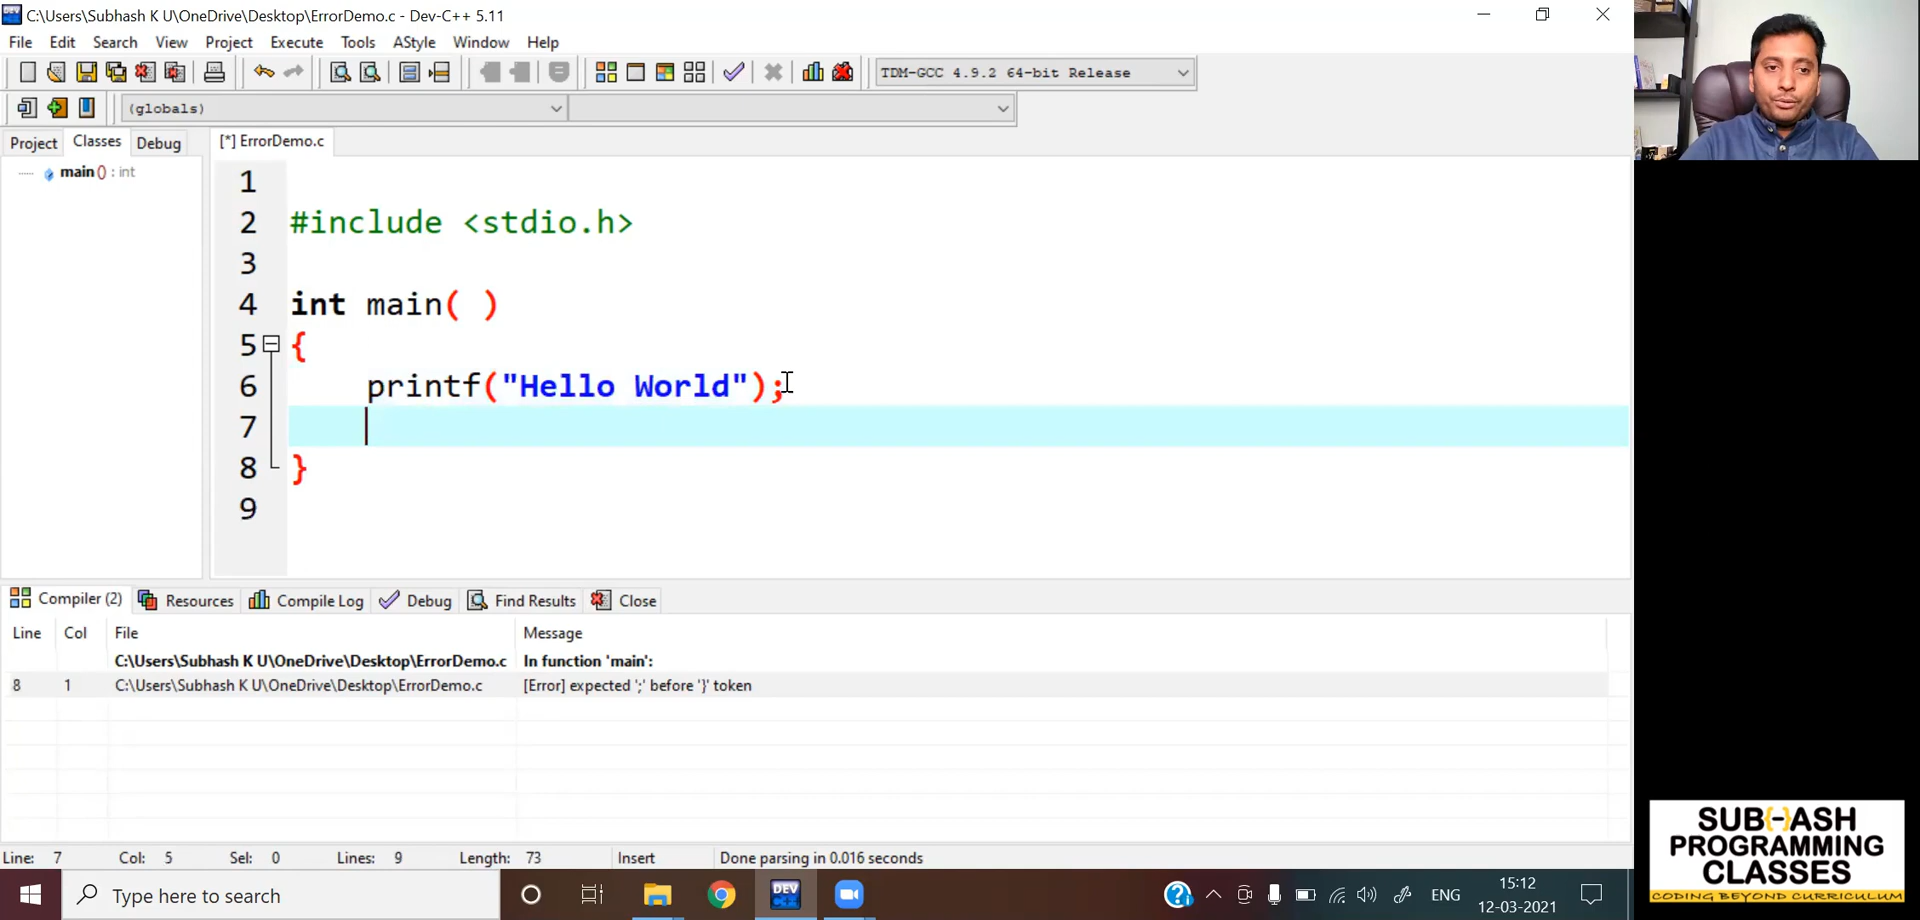 C:\Users\Subhash K U\OneDrive\Desktop\ErrorDemo.c - Dev-C++ 5.11
File Edit Search View Project Execute Tools AStyle Window Help
TDM-GCC 4.9.2 64-bit Release
(globals)
Project Classes Debug [*] ErrorDemo.c
main () : int
1
2 #include <stdio.h>
3
4 int main( )
5 {
6 printf("Hello World");
7
8 }
9
Compiler (2) Resources Compile Log Debug Find Results Close
Line Col File Message
C:\Users\Subhash K U\OneDrive\Desktop\ErrorDemo.c In function 'main':
8 1 C:\Users\Subhash K U\OneDrive\Desktop\ErrorDemo.c [Error] expected ';' before '}' token
Line: 7 Col: 5 Sel: 0 Lines: 9 Length: 73 Insert Done parsing in 0.016 seconds
Type here to search
DEV C++
ENG
15:12
12-03-2021
SUB{-}ASH
PROGRAMMING
CLASSES
CODING BEYOND CURRICULUM